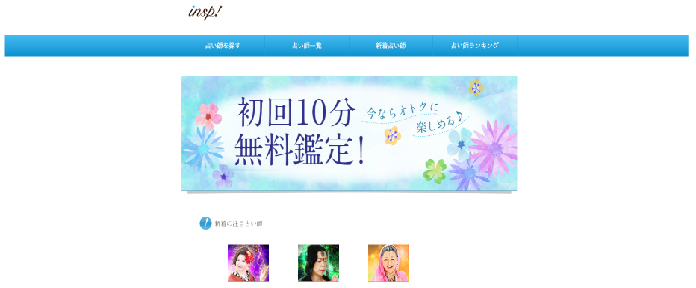 insp!
占い師を探す
占い師一覧
新着占い師
占い師ランキング
初回10分
無料鑑定!
今ならオトクに
楽しめる♪
新着の注目占い師